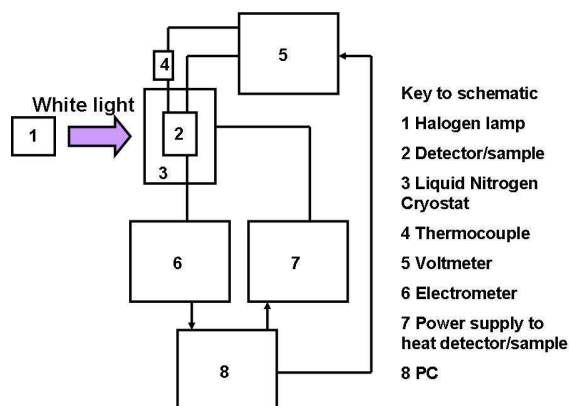 5
4
White light
1
2
3
6
7
8
Key to schematic
1 Halogen lamp
2 Detector/sample
3 Liquid Nitrogen
Cryostat
4 Thermocouple
5 Voltmeter
6 Electrometer
7 Power supply to
heat detector/sample
8 PC